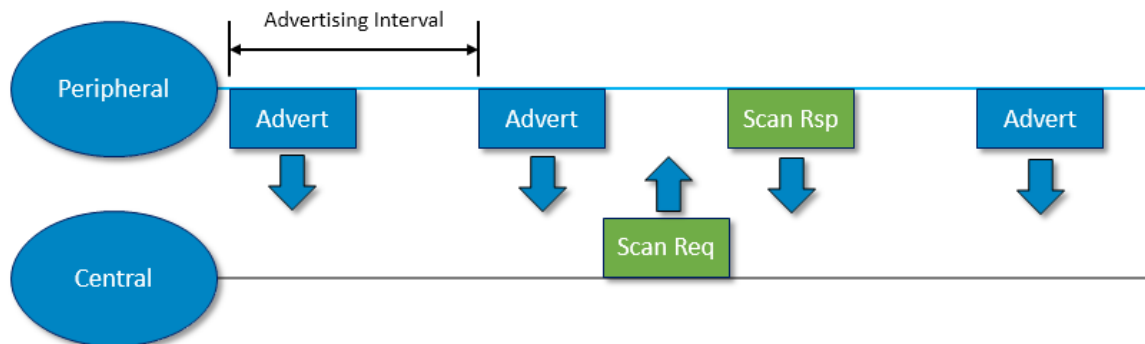 Advertising Interval
Peripheral
Advert
Advert
Scan Rsp
Advert
Scan Req
Central